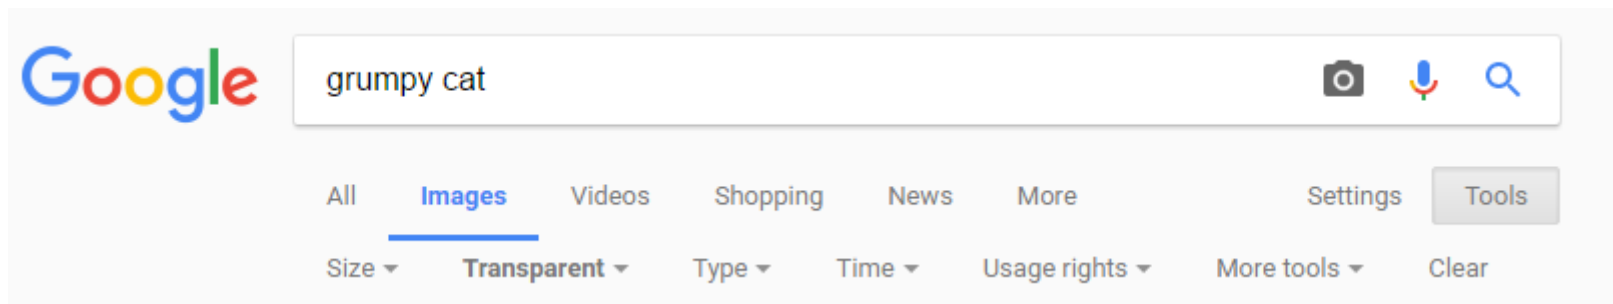 Google grumpy cat
All Images Videos Shopping News More Settings Tools
Size Transparent Type Time Usage rights More tools Clear